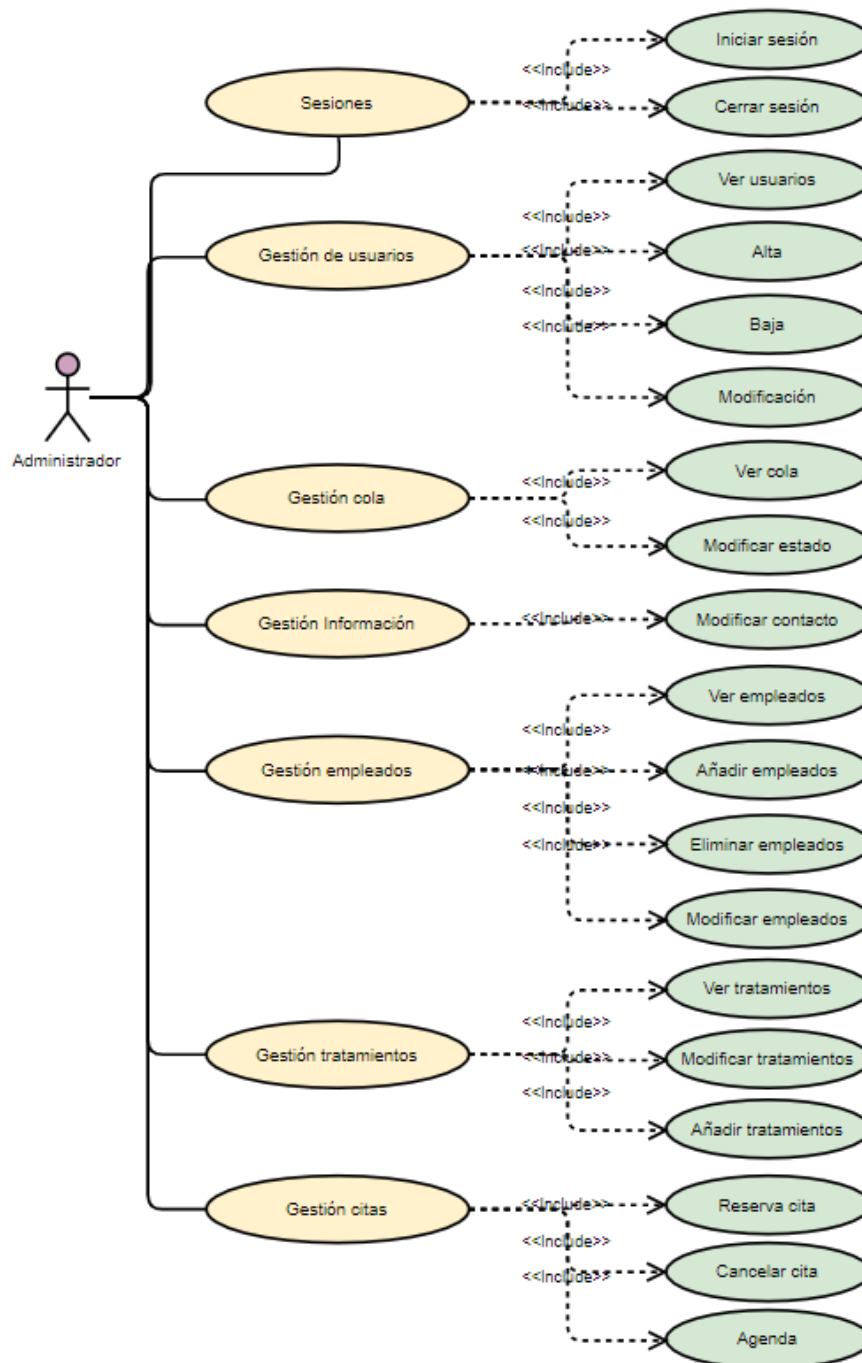 Iniciar sesión
<<Include>>
Sesiones
<<Include>>
Cerrar sesión
Ver usuarios
<<Include>>
Gestión de usuarios
<<Include>>
Alta
<<Include>>
<<Include>>
Baja
Modificación
Administrador
Ver cola
<<Include>>
Gestión cola
<<Include>>
Modificar estado
Gestión Información
<<Include>>
Modificar contacto
Ver empleados
<<Include>>
Gestión empleados
<<Include>>
Añadir empleados
<<Include>>
<<Include>>
Eliminar empleados
Modificar empleados
Ver tratamientos
<<Include>>
Gestión tratamientos
<<Include>>
Modificar tratamientos
<<Include>>
Añadir tratamientos
Gestión citas
<<Include>>
Reserva cita
<<Include>>
<<Include>>
Cancelar cita
Agenda